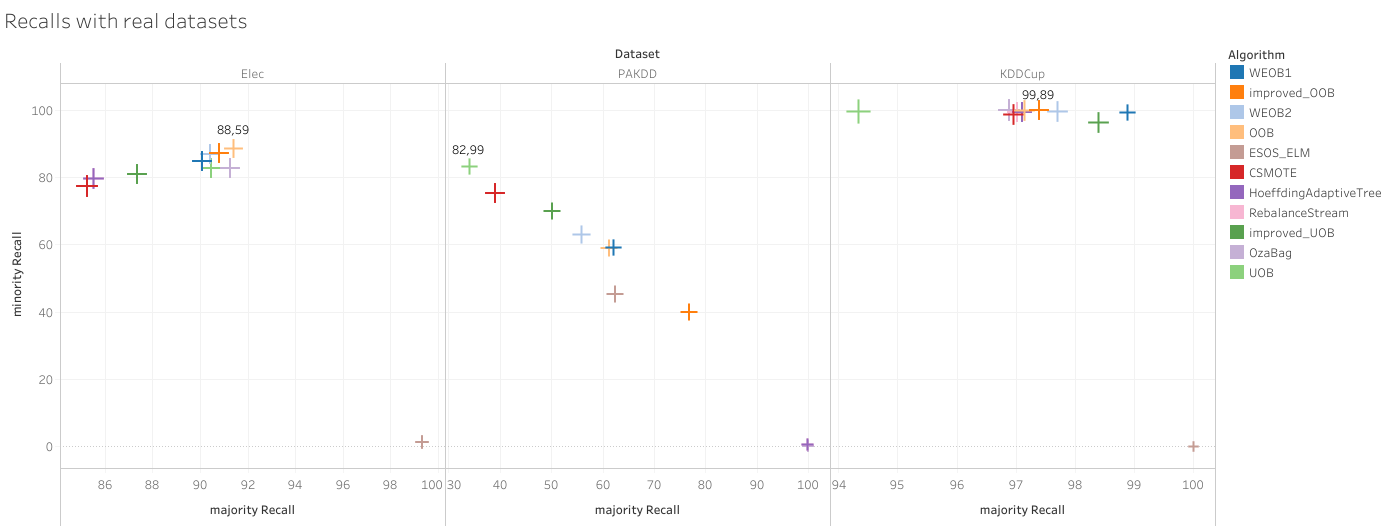 Recalls with real datasets
Dataset
Elec PAKDD KDDCup
minority Recall
100
80
60
40
20
0
88,59
82,99
99,89
86 88 90 92 94 96 98 100
30 40 50 60 70 80 90 100
94 95 96 97 98 99 100
majority Recall majority Recall majority Recall
Algorithm
WEOB1
improved_OOB
WEOB2
OOB
ESOS_ELM
CSMOTE
HoeffdingAdaptiveTree
RebalanceStream
improved_UOB
OzaBag
UOB